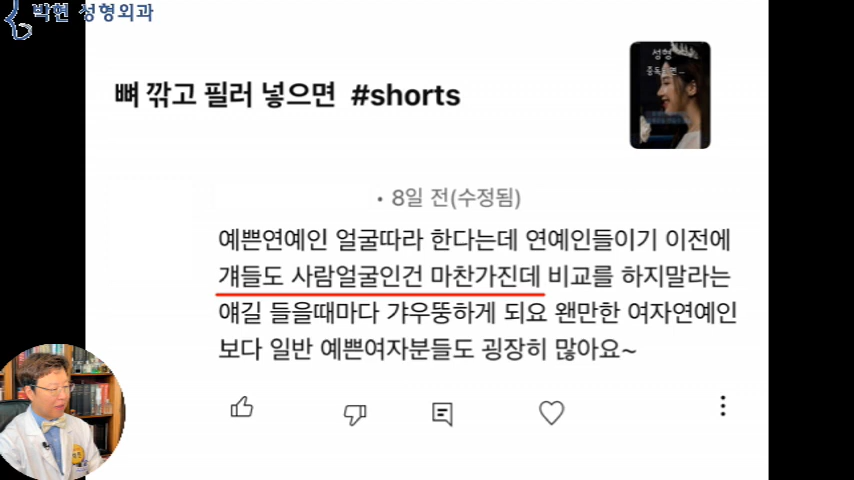 박현 성형외과
성형
뼈 깎고 필러 넣으면 #shorts
• 8일 전(수정됨)
예쁜연예인 얼굴따라 한다는데 연예인들이기 이전에
걔들도 사람얼굴인건 마찬가진데 비교를 하지말라는
얘길 들을때마다 갸우뚱하게 되요 왠만한 여자연예인
보다 일반 예쁜여자분들도 굉장히 많아요~